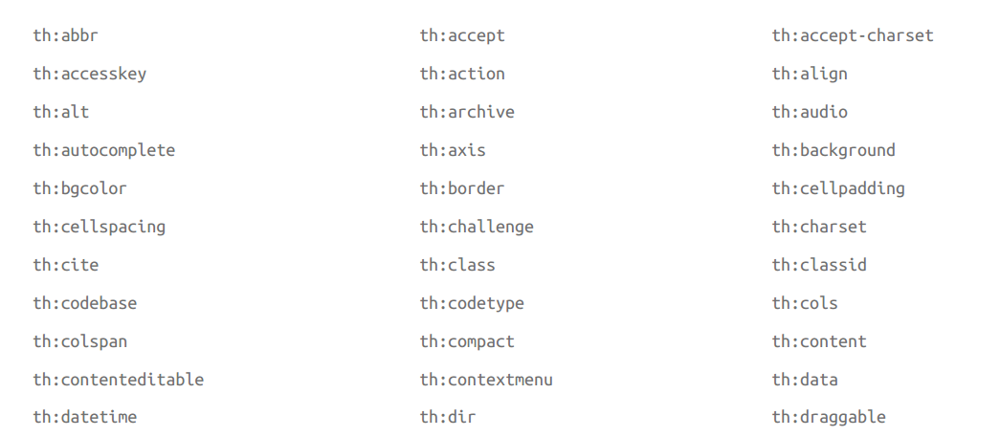 th:abbr th:accept th:accept-charset
th:accesskey th:action th:align
th:alt th:archive th:audio
th:autocomplete th:axis th:background
th:bgcolor th:border th:cellpadding
th:cellspacing th:challenge th:charset
th:cite th:class th:classid
th:codebase th:codetype th:cols
th:colspan th:compact th:content
th:contenteditable th:contextmenu th:data
th:datetime th:dir th:draggable